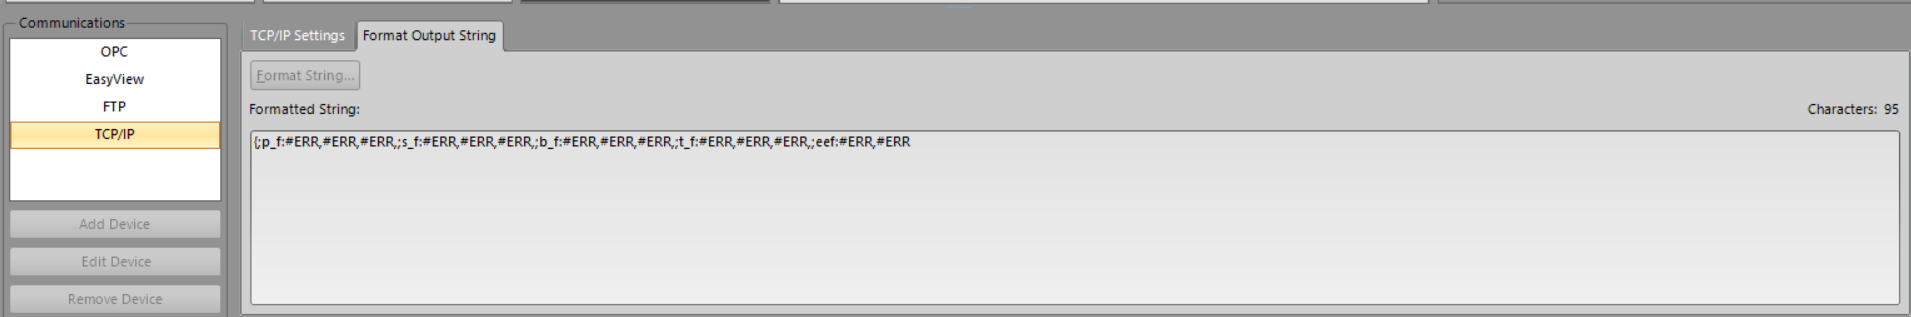 Communications
OPC
EasyView
FTP
TCP/IP
Add Device
Edit Device
Remove Device
TCP/IP Settings
Format Output String
Format String...
Formatted String:
Characters: 95
{;p_f:#ERR,#ERR,#ERR,;s_f:#ERR,#ERR,#ERR,;b_f:#ERR,#ERR,#ERR,;t_f:#ERR,#ERR,#ERR,;eef:#ERR,#ERR